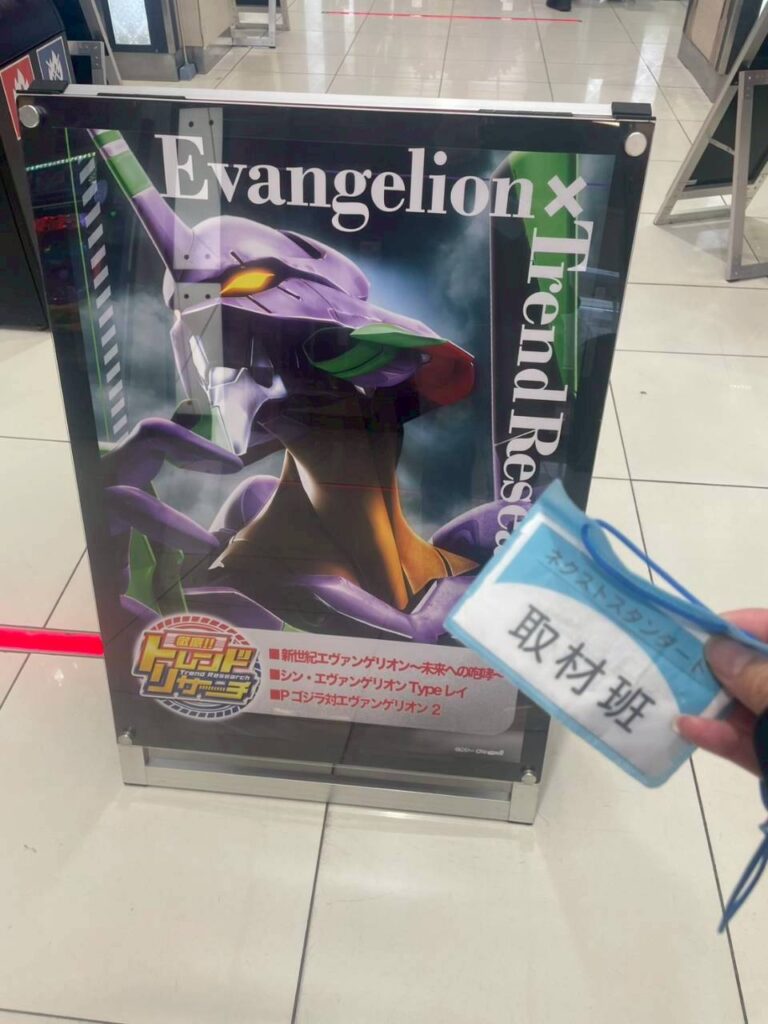 Evangelion×
Trend Resea
徹底!!
トレンド
Trend Research
リサーチ
■新世紀エヴァンゲリオン〜未来への咆哮〜
■シン・エヴァンゲリオン Type レイ
■P ゴジラ対エヴァンゲリオン 2
ネクストスタンダード
取材班